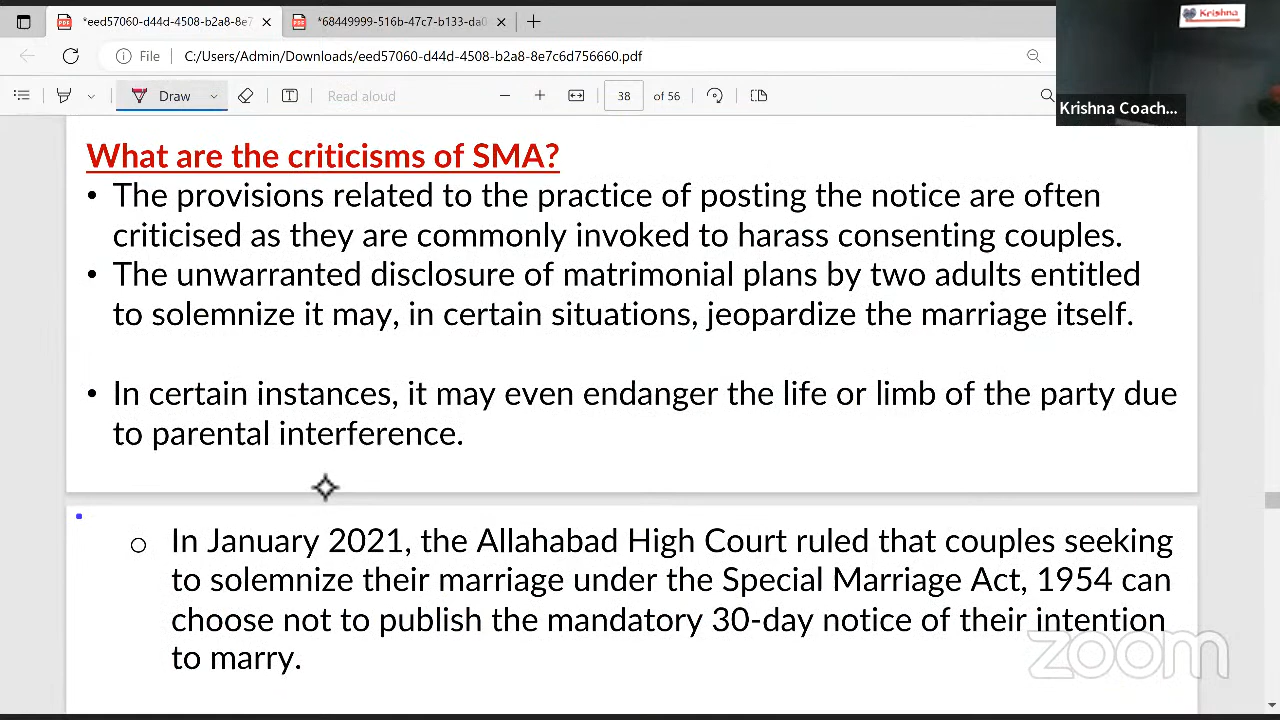 *eed57060-d44d-4508-b2a8-8e7
*68449999-516b-47c7-b133-dd
Krishna
File
C:/Users/Admin/Downloads/eed57060-d44d-4508-b2a8-8e7c6d756660.pdf
Draw
Read aloud
38 of 56
Krishna Coach...
What are the criticisms of SMA?
• The provisions related to the practice of posting the notice are often
criticised as they are commonly invoked to harass consenting couples.
• The unwarranted disclosure of matrimonial plans by two adults entitled
to solemnize it may, in certain situations, jeopardize the marriage itself.
• In certain instances, it may even endanger the life or limb of the party due
to parental interference.
o In January 2021, the Allahabad High Court ruled that couples seeking
to solemnize their marriage under the Special Marriage Act, 1954 can
choose not to publish the mandatory 30-day notice of their intention
to marry.
zoom